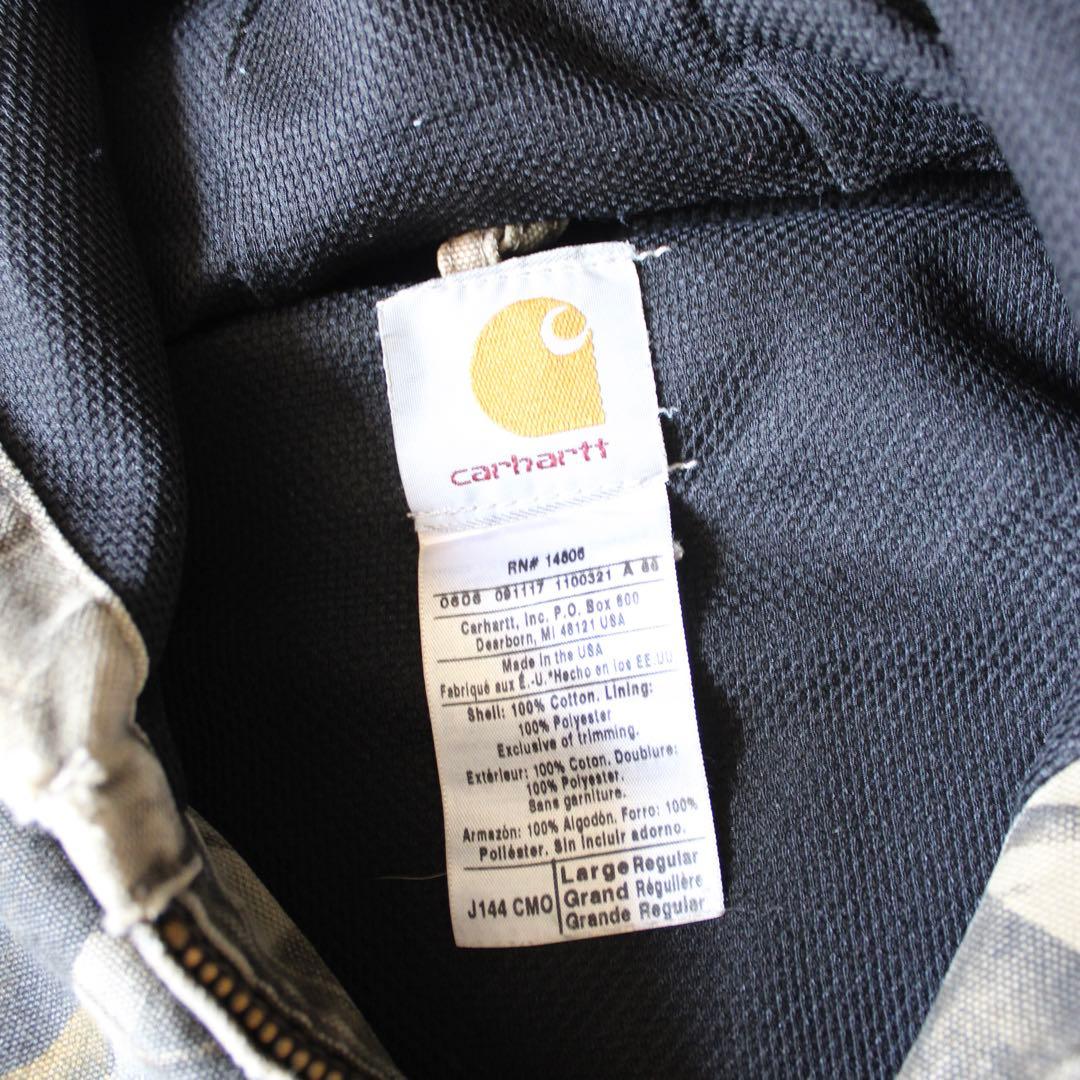 carhartt
RN# 14806
0606 091117 1100321 A 66
Carhartt, Inc. P.O. Box 600
Dearborn, MI 48121 USA
Made in the USA
Fabriqué aux É.-U.*Hecho en los EE.UU
Shell: 100% Cotton. Lining:
100% Polyester
Exclusive of trimming.
Extérieur: 100% Coton. Doublure:
100% Polyester.
Sans garniture.
Armazón: 100% Algodón. Forro: 100%
Poliéster. Sin incluir adorno.
J144 CMO
Large Regular
Grand Régulière
Grande Regular